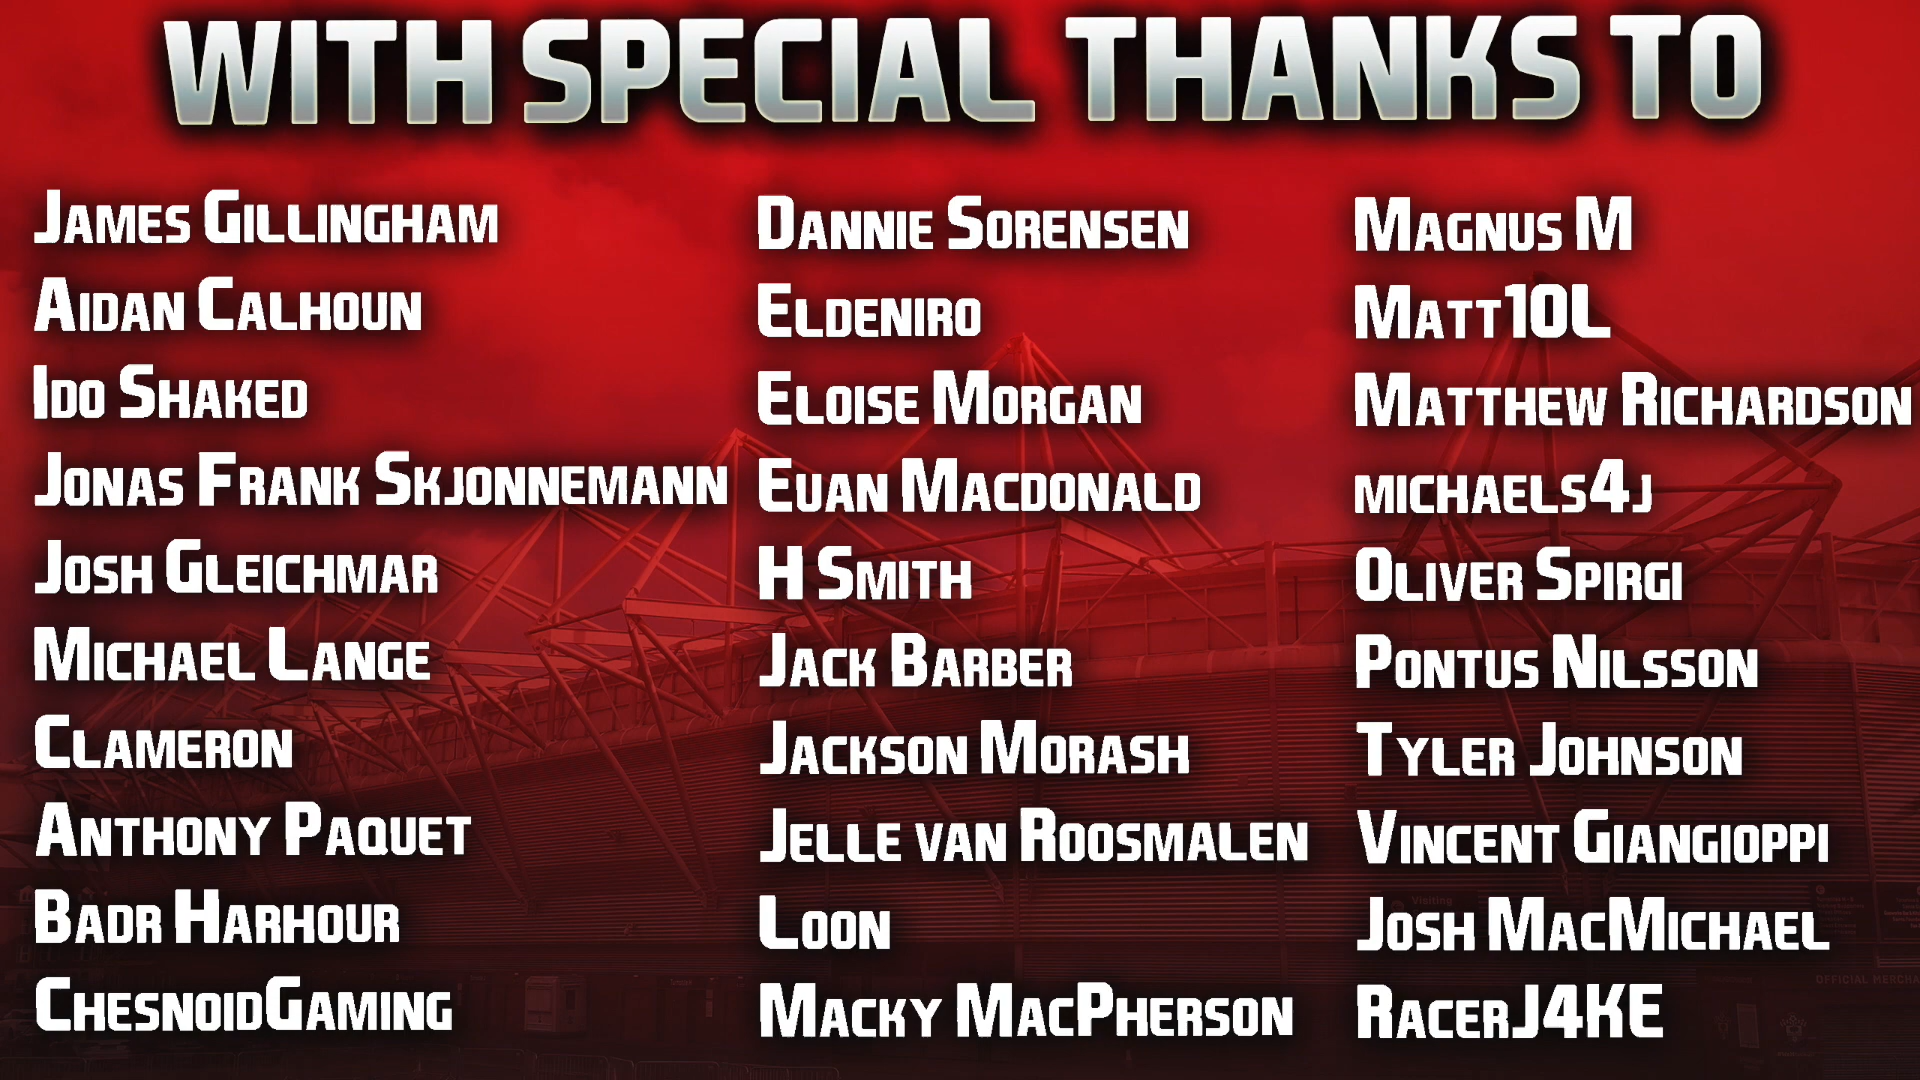 WITH SPECIAL THANKS TO
James Gillingham
Aidan Calhoun
Ido Shaked
Jonas Frank Skjonnemann
Josh Gleichmar
Michael Lange
Clameron
Anthony Paquet
Badr Harhour
ChesnoidGaming
Dannie Sorensen
Eldeniro
Eloise Morgan
Euan Macdonald
H Smith
Jack Barber
Jackson Morash
Jelle van Roosmalen
Loon
Macky MacPherson
Magnus M
Matt10L
Matthew Richardson
michaels4j
Oliver Spirgi
Pontus Nilsson
Tyler Johnson
Vincent Giangioppi
Josh MacMichael
RacerJ4KE
Visiting
OFFICIAL